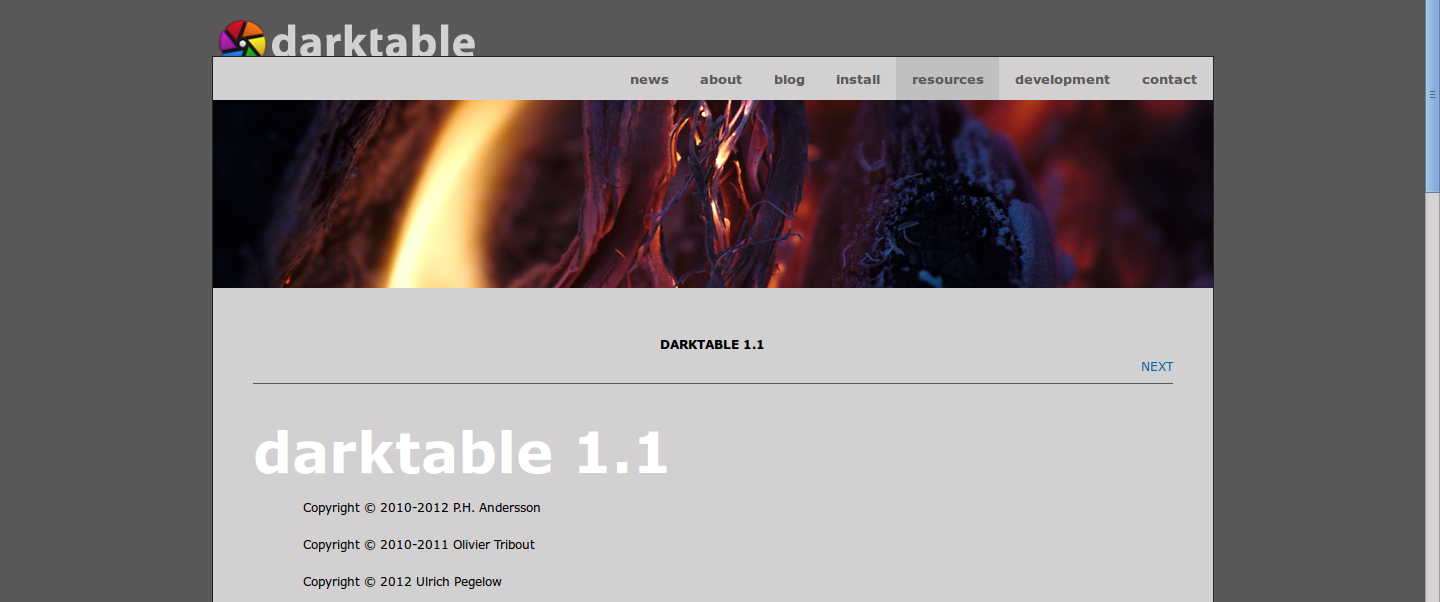 darktable
news about blog install resources development contact
DARKTABLE 1.1
NEXT
darktable 1.1
Copyright © 2010-2012 P.H. Andersson
Copyright © 2010-2011 Olivier Tribout
Copyright © 2012 Ulrich Pegelow